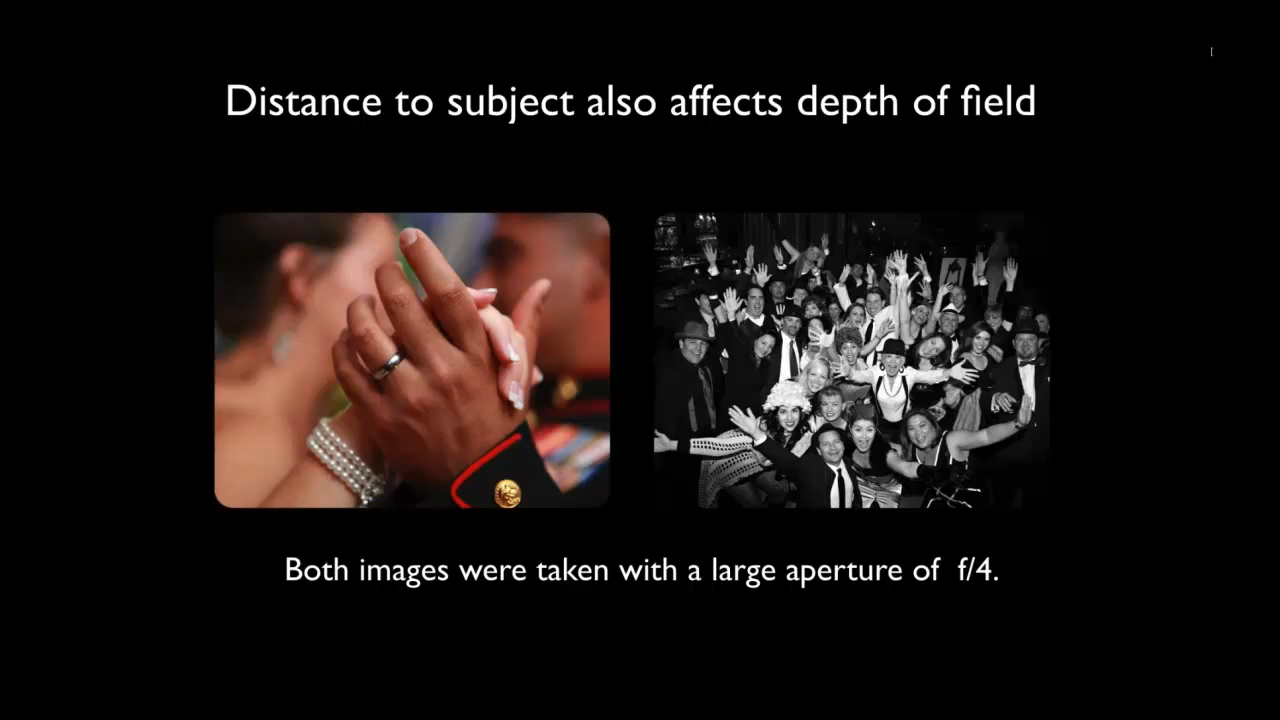 Distance to subject also affects depth of field
Both images were taken with a large aperture of f/4.